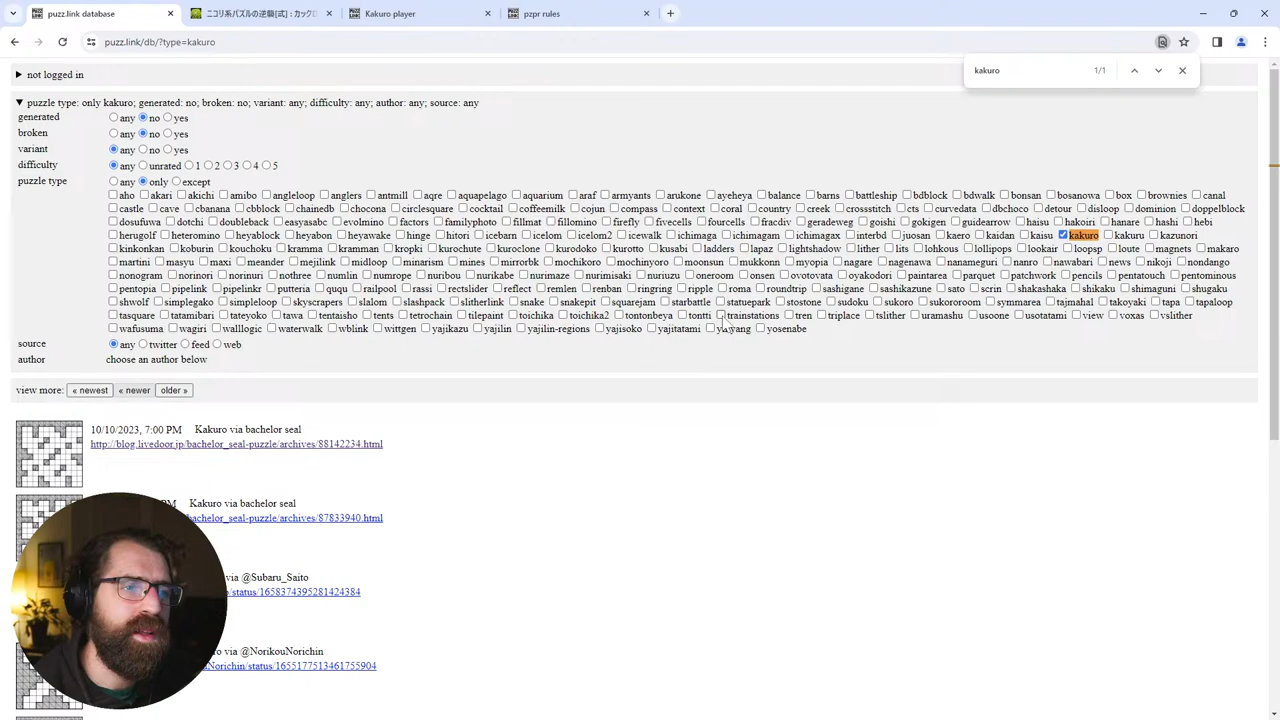 puzz.link database
ニコリ系パズルの逆襲[式] : カックロ
Kakuro player
pzpr rules
puzz.link/db/?type=kakuro
kakuro 1/1
not logged in
puzzle type: only kakuro; generated: no; broken: no; variant: any; difficulty: any; author: any; source: any
generated any no yes
broken any no yes
variant any no yes
difficulty any unrated 1 2 3 4 5
puzzle type any only except
aho akari akichi amibo angleloop anglers antmill aqre aquapelago aquarium araf armyants arukone ayeheya balance barns battleship bdblock bdwalk bonsan bosanowa box brownies canal
castle cave cbanana cbblock chainedb chocona circlesquare cocktail coffeemilk cojun compass context coral country creek crossstitch cts curvedata dbchoco detour disloop dominion doppelblock
dosufuwa dotchi doubleback easyasabc evolmino factors familyphoto fillmat fillomino firefly fivecells fourcells fracdiv geradeweg goishi gokigen guidearrow haisu hakoiri hanare hashi hebi
herugolf heteromino heyablock heyabon heyawake hinge hitori icebarn icelom icelom2 icewalk ichimaga ichimagam ichimagax interbd juosan kaero kaidan kaisu kakuro kakuru kazunori
kinkonkan koburin kouchoku kramma kramman kropki kurochute kuroclone kurodoko kurotto kusabi ladders lapaz lightshadow lither lits lohkous lollipops lookair loopsp loute magnets makaro
martini masyu maxi meander mejilink midloop minarism mines mirrorbk mochikoro mochinyoro moonsun mukkonn myopia nagare nagenawa nanameguri nanro nawabari news nikoji nondango
nonogram norinori norinuri nothree numlin numrope nuribou nurikabe nurimaze nurimisaki nuriuzu oneroom onsen ovotovata oyakodori paintarea parquet patchwork pencils pentatouch pentominous
pentopia pipelink pipelinkr putteria ququ railpool rassi rectslider reflect remlen renban ringring ripple roma roundtrip sashigane sashikazune sato scrin shakashaka shikaku shimaguni shugaku
shwolf simplegako simpleloop skyscrapers slalom slashpack slitherlink snake snakepit squarejam starbattle statuepark stostone sudoku sukoro sukororoom symmarea tajmahal takoyaki tapa tapaloop
tasquare tatamibari tateyoko tawa tentaisho tents tetrochain tilepaint toichika toichika2 tontonbeya tontti trainstations tren triplace tslither uramashu usoone usotatami view voxas vslither
wafusuma wagiri walllogic waterwalk wblink wittgen yajikazu yajilin yajilin-regions yajisoko yajitatami yinyang yosenabe
source any twitter feed web
author choose an author below
view more: « newest « newer older »
10/10/2023, 7:00 PM Kakuro via bachelor seal
http://blog.livedoor.jp/bachelor_seal-puzzle/archives/88142234.html
PM Kakuro via bachelor seal
bachelor_seal-puzzle/archives/87833940.html
via @Subaru_Saito
/status/1658374395281424384
via @NorikouNorichin
Norichin/status/1655177513461755904